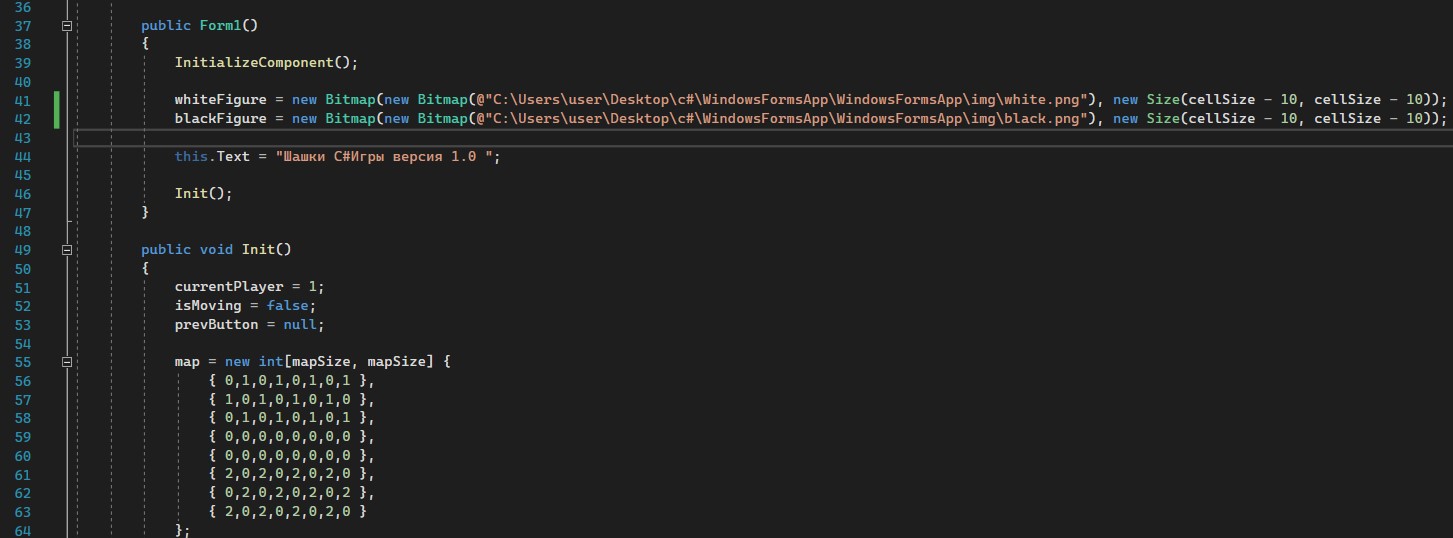 36
37 public Form1()
38 {
39 InitializeComponent();
40
41 whiteFigure = new Bitmap(new Bitmap(@"C:\Users\user\Desktop\c#\WindowsFormsApp\WindowsFormsApp\img\white.png"), new Size(cellSize - 10, cellSize - 10));
42 blackFigure = new Bitmap(new Bitmap(@"C:\Users\user\Desktop\c#\WindowsFormsApp\WindowsFormsApp\img\black.png"), new Size(cellSize - 10, cellSize - 10));
43
44 this.Text = "Шашки C#Игры версия 1.0 ";
45
46 Init();
47 }
48
49 public void Init()
50 {
51 currentPlayer = 1;
52 isMoving = false;
53 prevButton = null;
54
55 map = new int[mapSize, mapSize] {
56 { 0,1,0,1,0,1,0,1 },
57 { 1,0,1,0,1,0,1,0 },
58 { 0,1,0,1,0,1,0,1 },
59 { 0,0,0,0,0,0,0,0 },
60 { 0,0,0,0,0,0,0,0 },
61 { 2,0,2,0,2,0,2,0 },
62 { 0,2,0,2,0,2,0,2 },
63 { 2,0,2,0,2,0,2,0 }
64 };